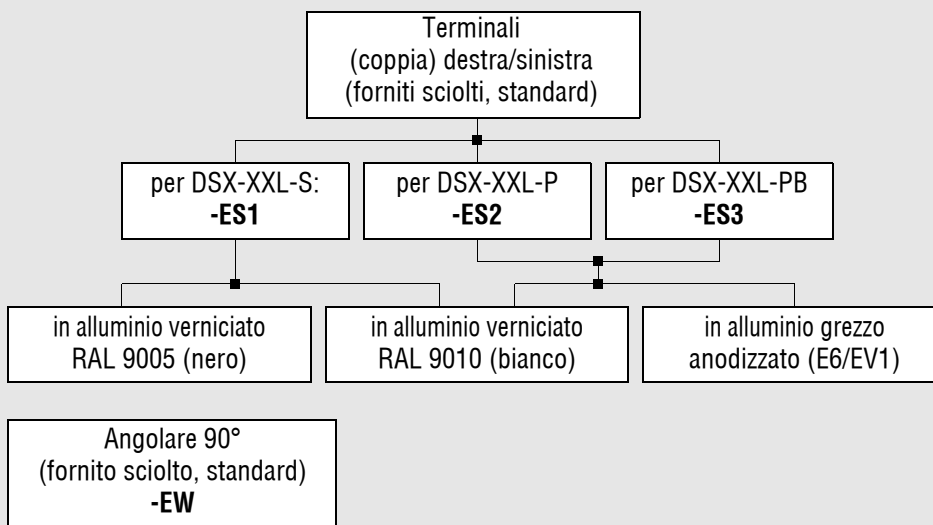 Terminali
(coppia) destra/sinistra
(forniti sciolti, standard)
per DSX-XXL-S:
-ES1
per DSX-XXL-P
-ES2
per DSX-XXL-PB
-ES3
in alluminio verniciato
RAL 9005 (nero)
in alluminio verniciato
RAL 9010 (bianco)
in alluminio grezzo
anodizzato (E6/EV1)
Angolare 90°
(fornito sciolto, standard)
-EW